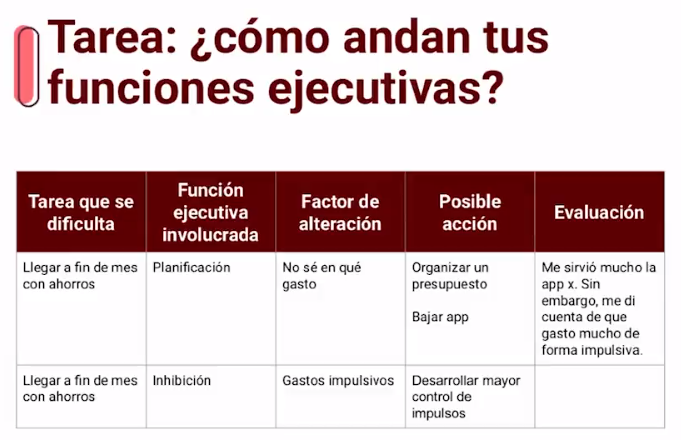 Tarea: ¿cómo andan tus
funciones ejecutivas?
Tarea que se
dificulta
Función
ejecutiva
involucrada
Factor de
alteración
Posible
acción
Evaluación
Llegar a fin de mes
con ahorros
Planificación
No sé en qué
gasto
Organizar un
presupuesto
Bajar app
Me sirvió mucho la
app x. Sin
embargo, me di
cuenta de que
gasto mucho de
forma impulsiva.
Llegar a fin de mes
con ahorros
Inhibición
Gastos impulsivos
Desarrollar mayor
control de
impulsos